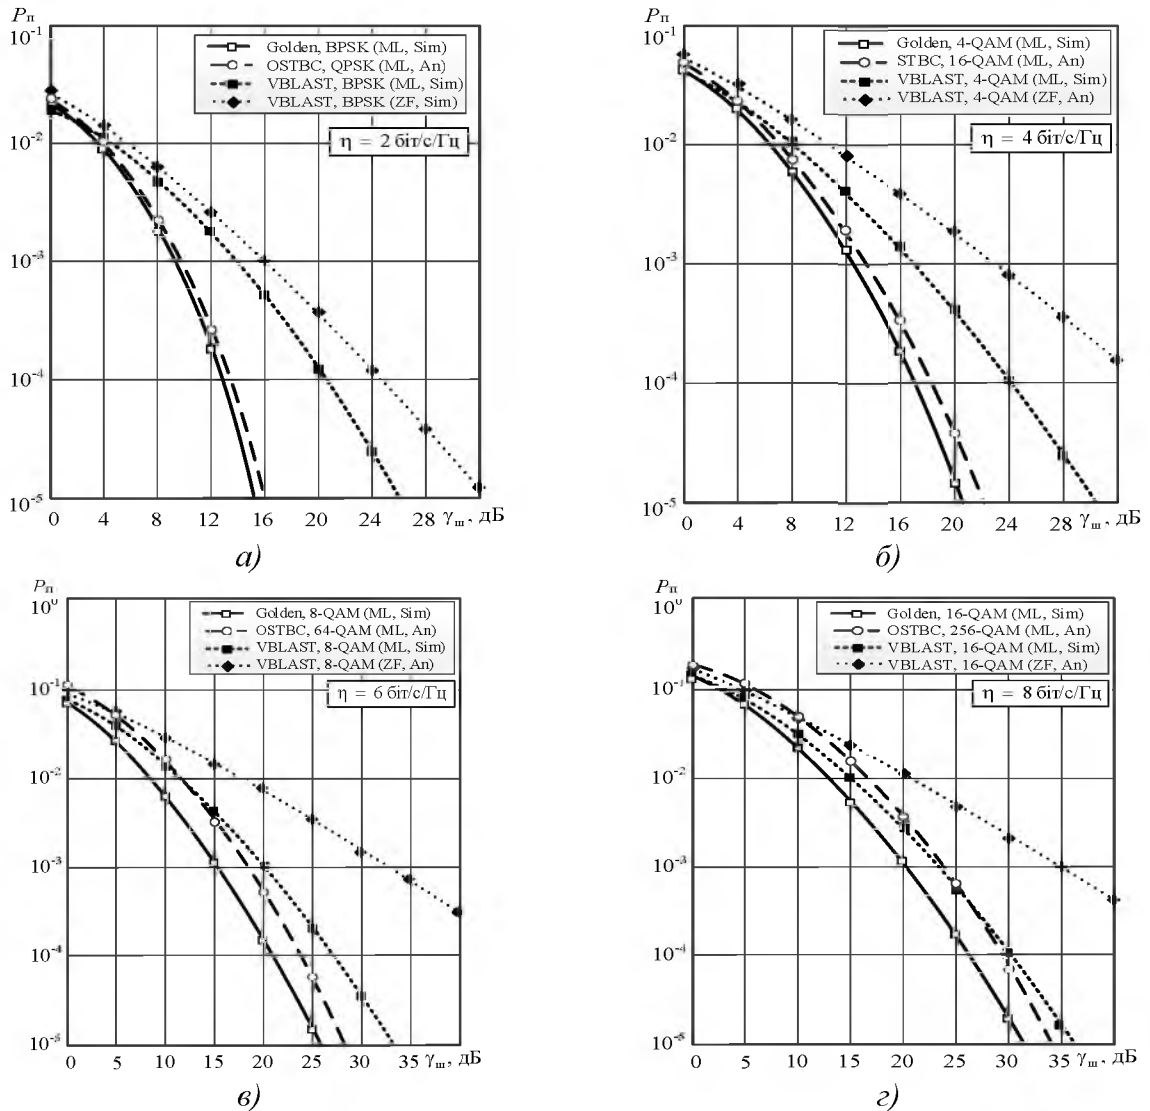 Pп
10-1
10-2
10-3
10-4
10-5
Golden, BPSK (ML, Sim)
OSTBC, QPSK (ML, An)
VBLAST, BPSK (ML, Sim)
VBLAST, BPSK (ZF, Sim)
η = 2 біт/с/Гц
0 4 8 12 16 20 24 28 γш, дБ
а)
Pп
10-1
10-2
10-3
10-4
10-5
Golden, 4-QAM (ML, Sim)
STBC, 16-QAM (ML, An)
VBLAST, 4-QAM (ML, Sim)
VBLAST, 4-QAM (ZF, An)
η = 4 біт/с/Гц
0 4 8 12 16 20 24 28 γш, дБ
б)
Pп
100
10-1
10-2
10-3
10-4
10-5
Golden, 8-QAM (ML, Sim)
OSTBC, 64-QAM (ML, An)
VBLAST, 8-QAM (ML, Sim)
VBLAST, 8-QAM (ZF, An)
η = 6 біт/с/Гц
0 5 10 15 20 25 30 35 γш, дБ
в)
Pп
100
10-1
10-2
10-3
10-4
10-5
Golden, 16-QAM (ML, Sim)
OSTBC, 256-QAM (ML, An)
VBLAST, 16-QAM (ML, Sim)
VBLAST, 16-QAM (ZF, An)
η = 8 біт/с/Гц
0 5 10 15 20 25 30 35 γш, дБ
г)